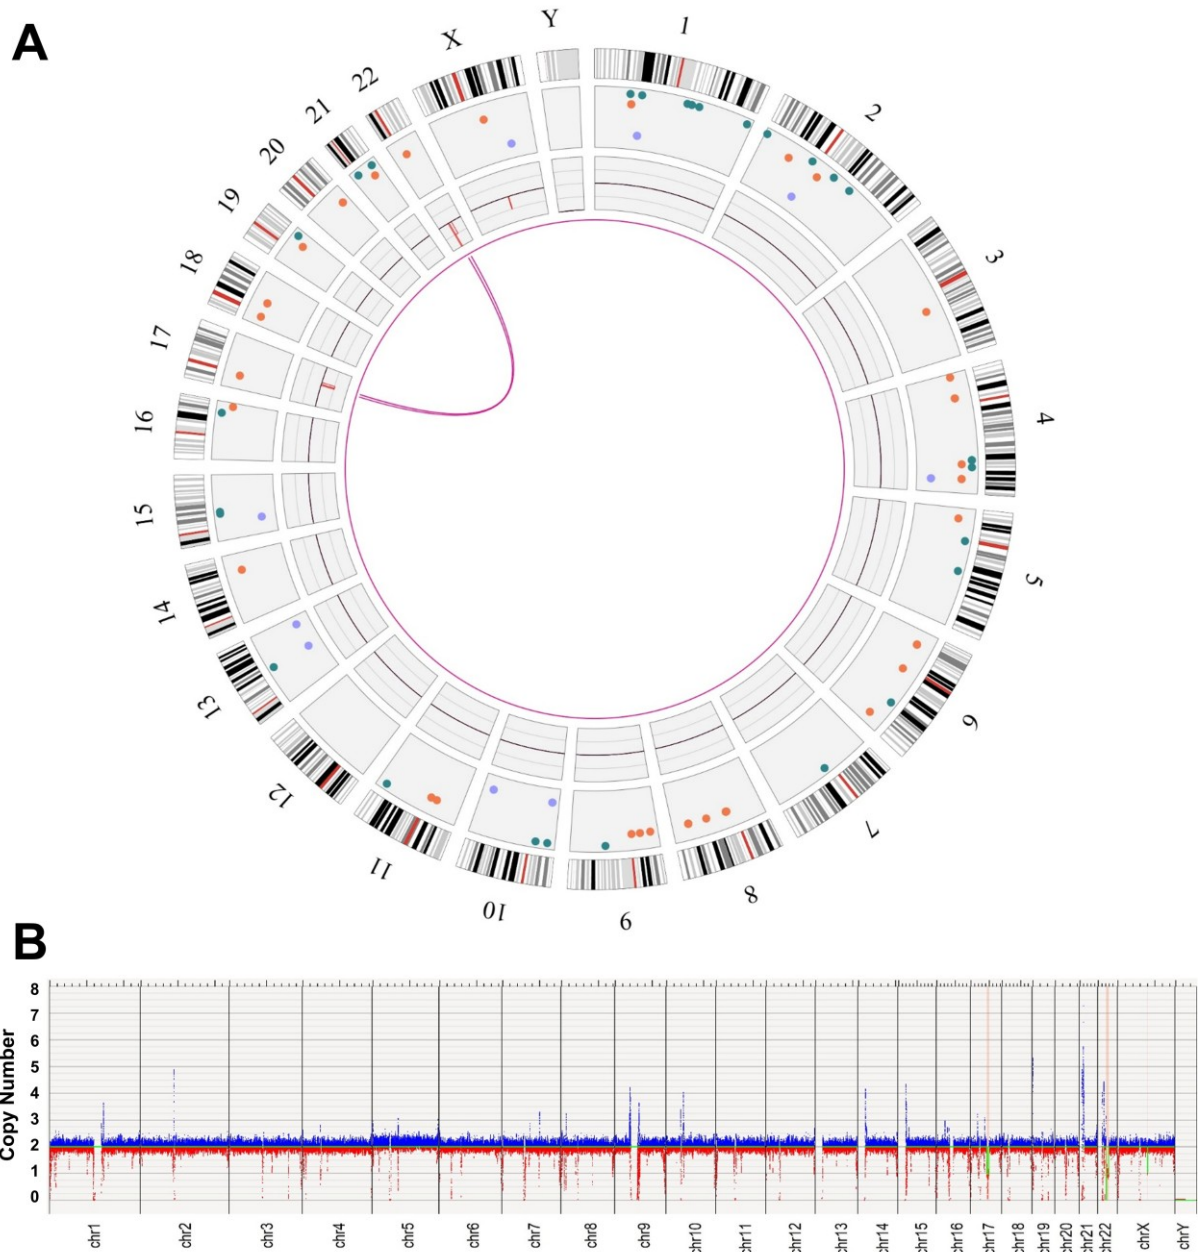 A
1
2
3
4
5
6
7
8
9
10
11
12
13
14
15
16
17
18
19
20
21
22
X
Y
B
Copy Number
8
7
6
5
4
3
2
1
0
chr1
chr2
chr3
chr4
chr5
chr6
chr7
chr8
chr9
chr10
chr11
chr12
chr13
chr14
chr15
chr16
chr17
chr18
chr19
chr20
chr21
chr22
chrX
chrY